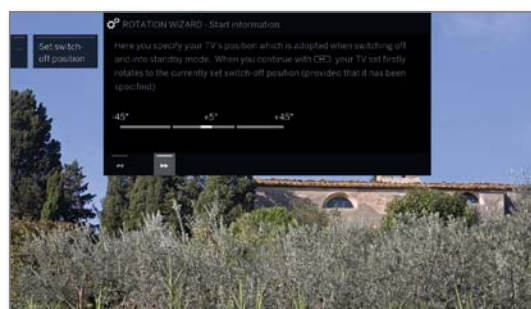 ROTATION WIZARD - Start information
Set switch-
off position
Here you specify your TV's position which is adopted when switching off
and into standby mode. When you continue with , your TV set firstly
rotates to the currently set switch-off position (provided that it has been
specified)
-45°
±5°
+45°